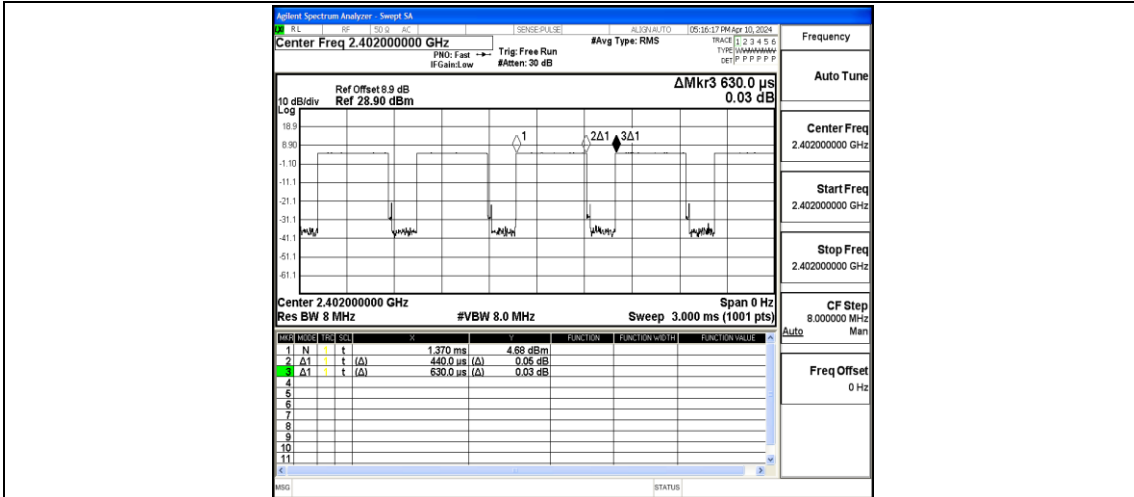 Agilent Spectrum Analyzer - Swept SA
RL RF 50 Ω AC SENSE:PULSE ALIGN AUTO 05:16:17 PM Apr 10, 2024
Center Freq 2.402000000 GHz
#Avg Type: RMS
TRACE 1 2 3 4 5 6
PNO: Fast
IFGain:Low
Trig: Free Run
#Atten: 30 dB
TYPE WWWWWW
DET P P P P P P
ΔMkr3 630.0 µs
0.03 dB
Ref Offset 8.9 dB
10 dB/div Ref 28.90 dBm
Log
18.9
8.90
-1.10
-11.1
-21.1
-31.1
-41.1
-51.1
-61.1
1 2Δ1 3Δ1
Center 2.402000000 GHz Span 0 Hz
Res BW 8 MHz #VBW 8.0 MHz Sweep 3.000 ms (1001 pts)
MKR MODE TRC SCL X Y FUNCTION FUNCTION WIDTH FUNCTION VALUE
1 N 1 t 1.370 ms 4.68 dBm
2 Δ1 1 t (Δ) 440.0 µs (Δ) 0.05 dB
3 Δ1 1 t (Δ) 630.0 µs (Δ) 0.03 dB
4
5
6
7
8
9
10
11
MSG STATUS
Frequency
Auto Tune
Center Freq
2.402000000 GHz
Start Freq
2.402000000 GHz
Stop Freq
2.402000000 GHz
CF Step
8.000000 MHz
Auto Man
Freq Offset
0 Hz